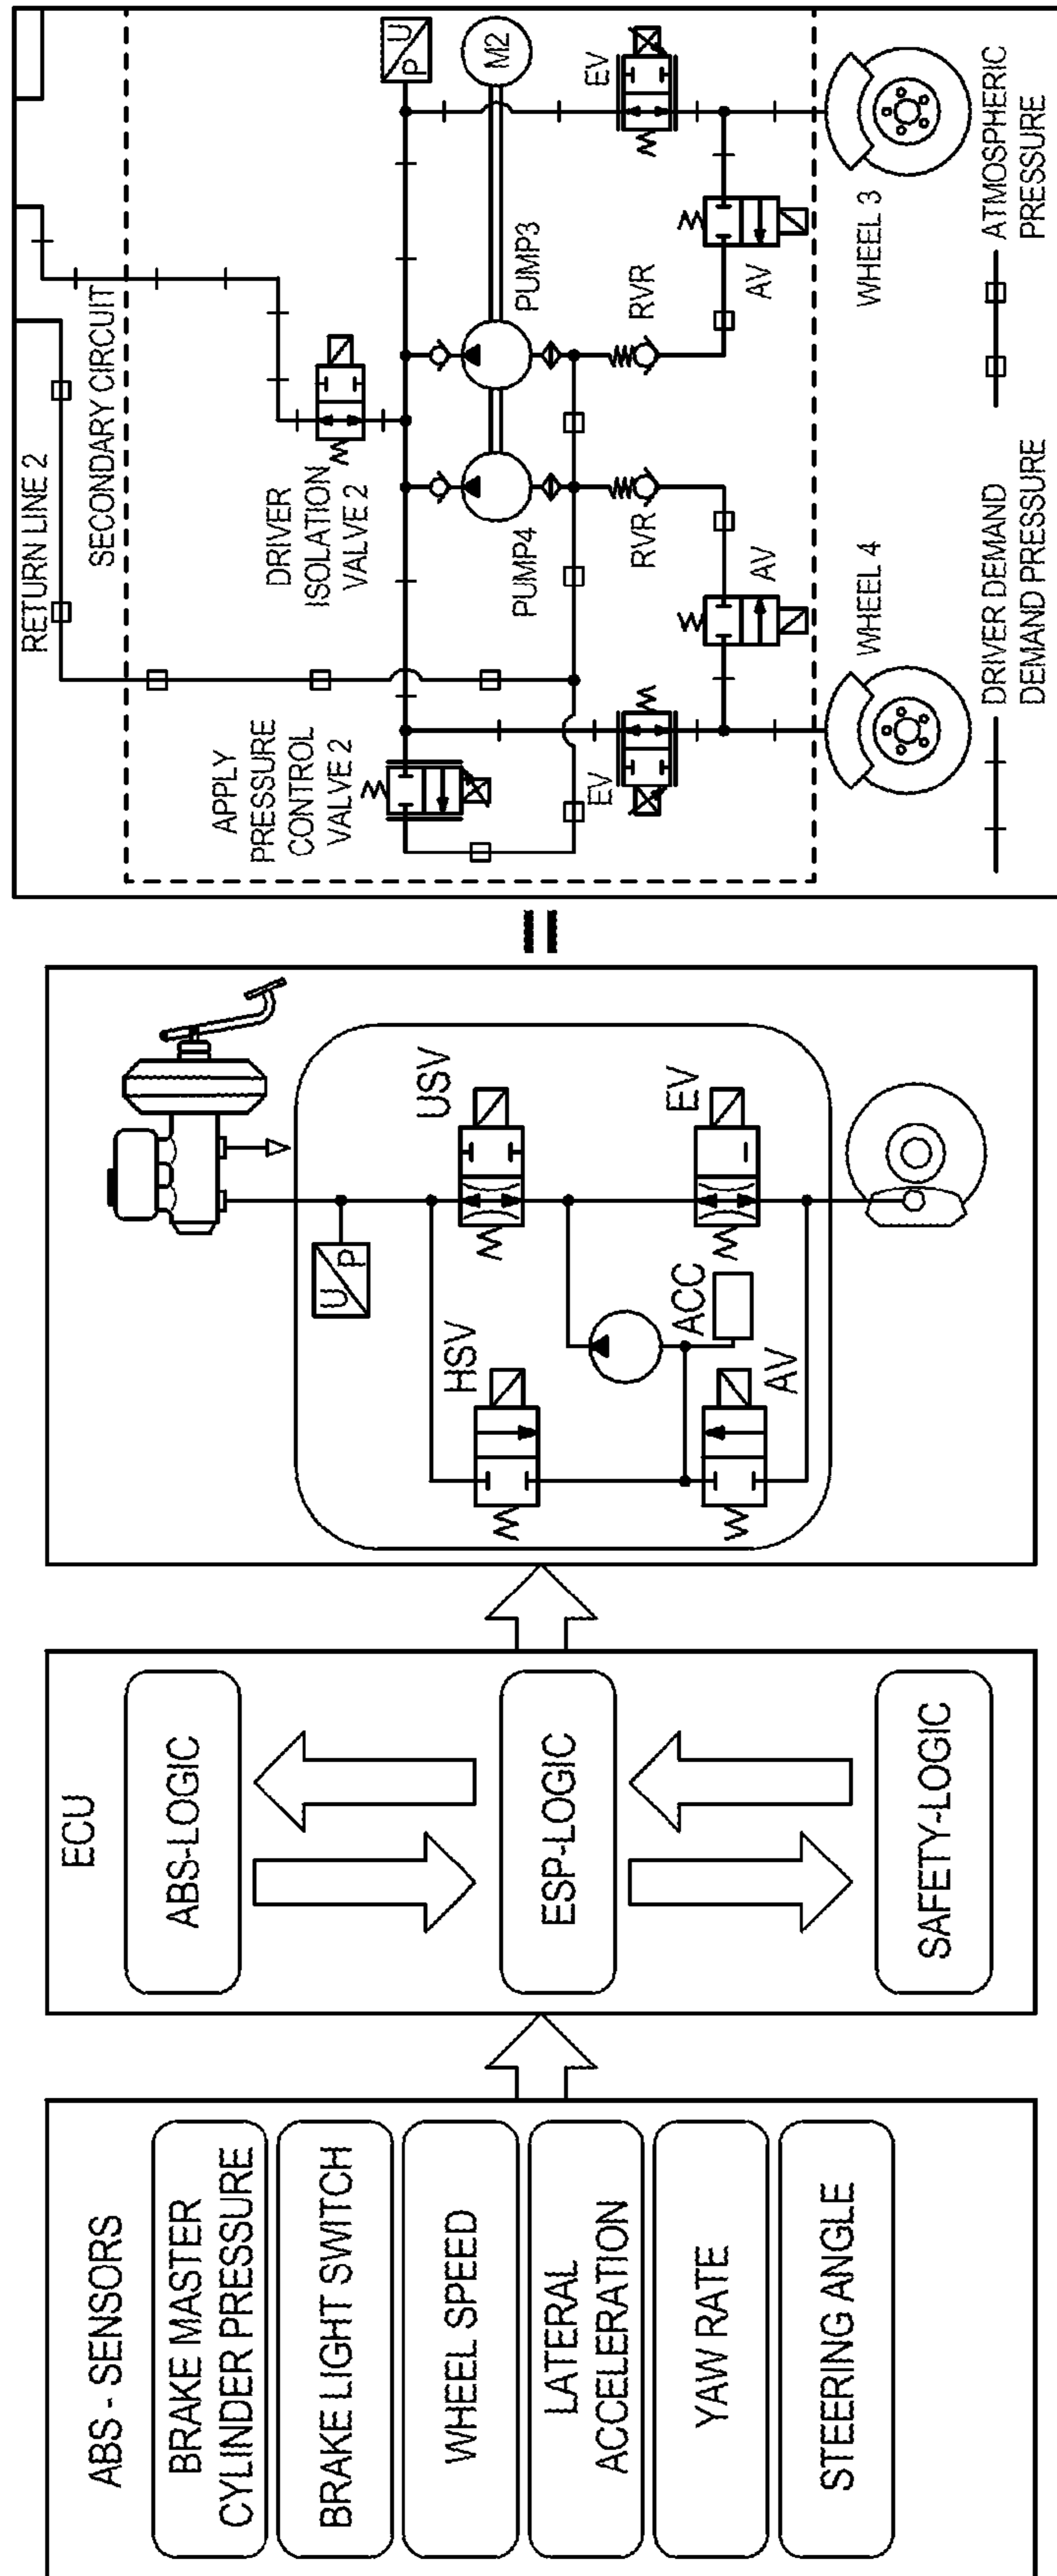 ABS - SENSORS
BRAKE MASTER
CYLINDER PRESSURE
BRAKE LIGHT SWITCH
WHEEL SPEED
LATERAL
ACCELERATION
YAW RATE
STEERING ANGLE
ECU
ABS-LOGIC
ESP-LOGIC
SAFETY-LOGIC
U
P
HSV
USV
ACC
AV
EV
=
RETURN LINE 2
SECONDARY CIRCUIT
DRIVER
ISOLATION
VALVE 2
APPLY
PRESSURE
CONTROL
VALVE 2
U
P
M2
PUMP4
PUMP3
EV
EV
RVR
RVR
AV
AV
WHEEL 4
WHEEL 3
DRIVER DEMAND
DEMAND PRESSURE
ATMOSPHERIC
PRESSURE